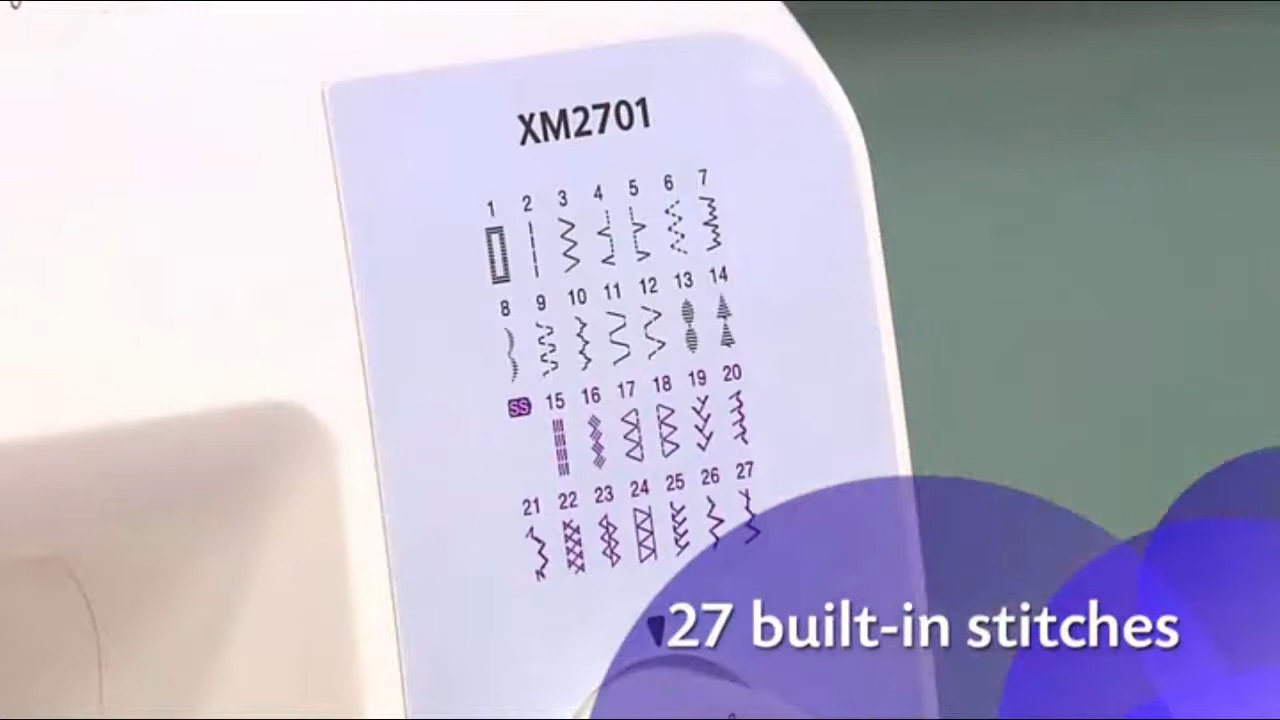 XM2701
1 2 3 4 5 6 7
8 9 10 11 12 13 14
SS 15 16 17 18 19 20
21 22 23 24 25 26 27
27 built-in stitches